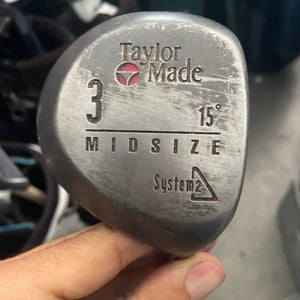 Taylor
Made
3 15°
MIDSIZE
System2